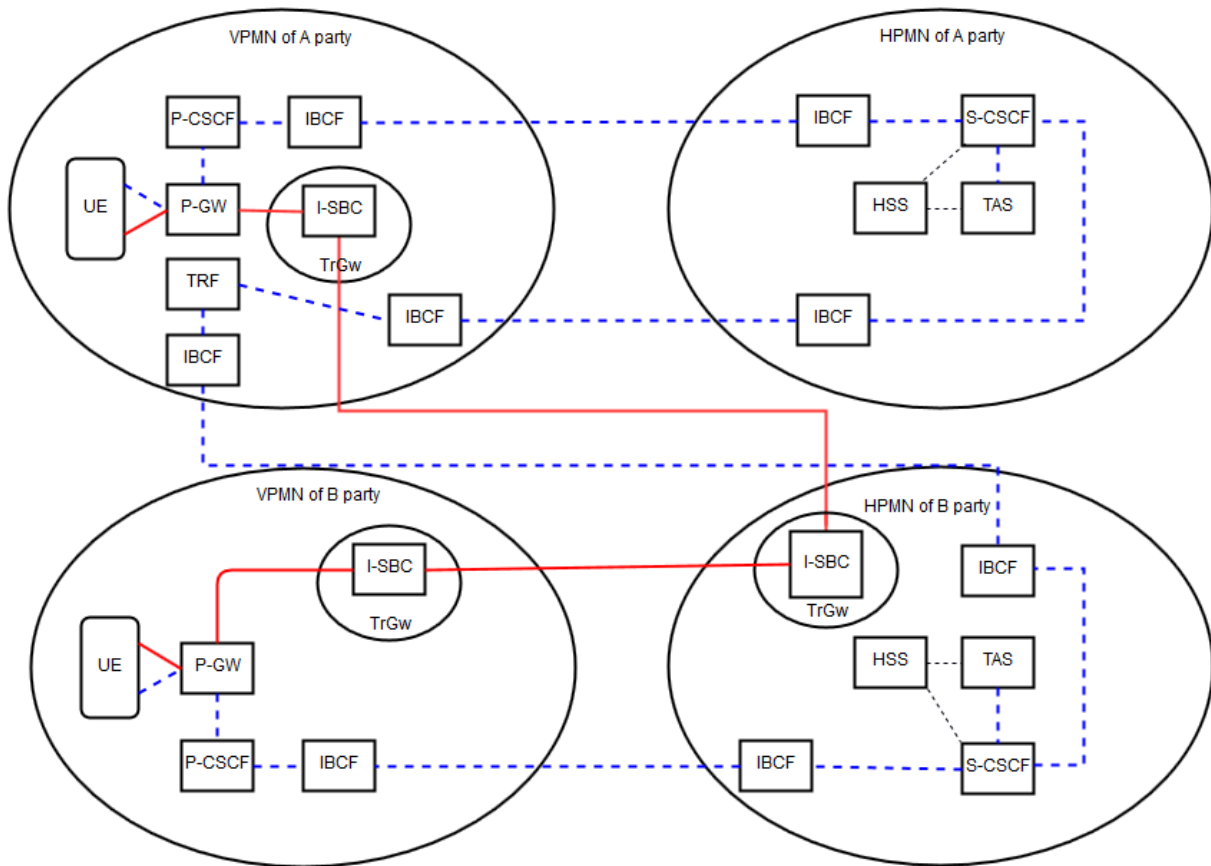 VPMN of A party
P-CSCF
IBCF
UE
P-GW
I-SBC
TrGw
TRF
IBCF
IBCF
HPMN of A party
IBCF
S-CSCF
HSS
TAS
IBCF
VPMN of B party
I-SBC
TrGw
UE
P-GW
P-CSCF
IBCF
HPMN of B party
I-SBC
TrGw
IBCF
HSS
TAS
IBCF
S-CSCF